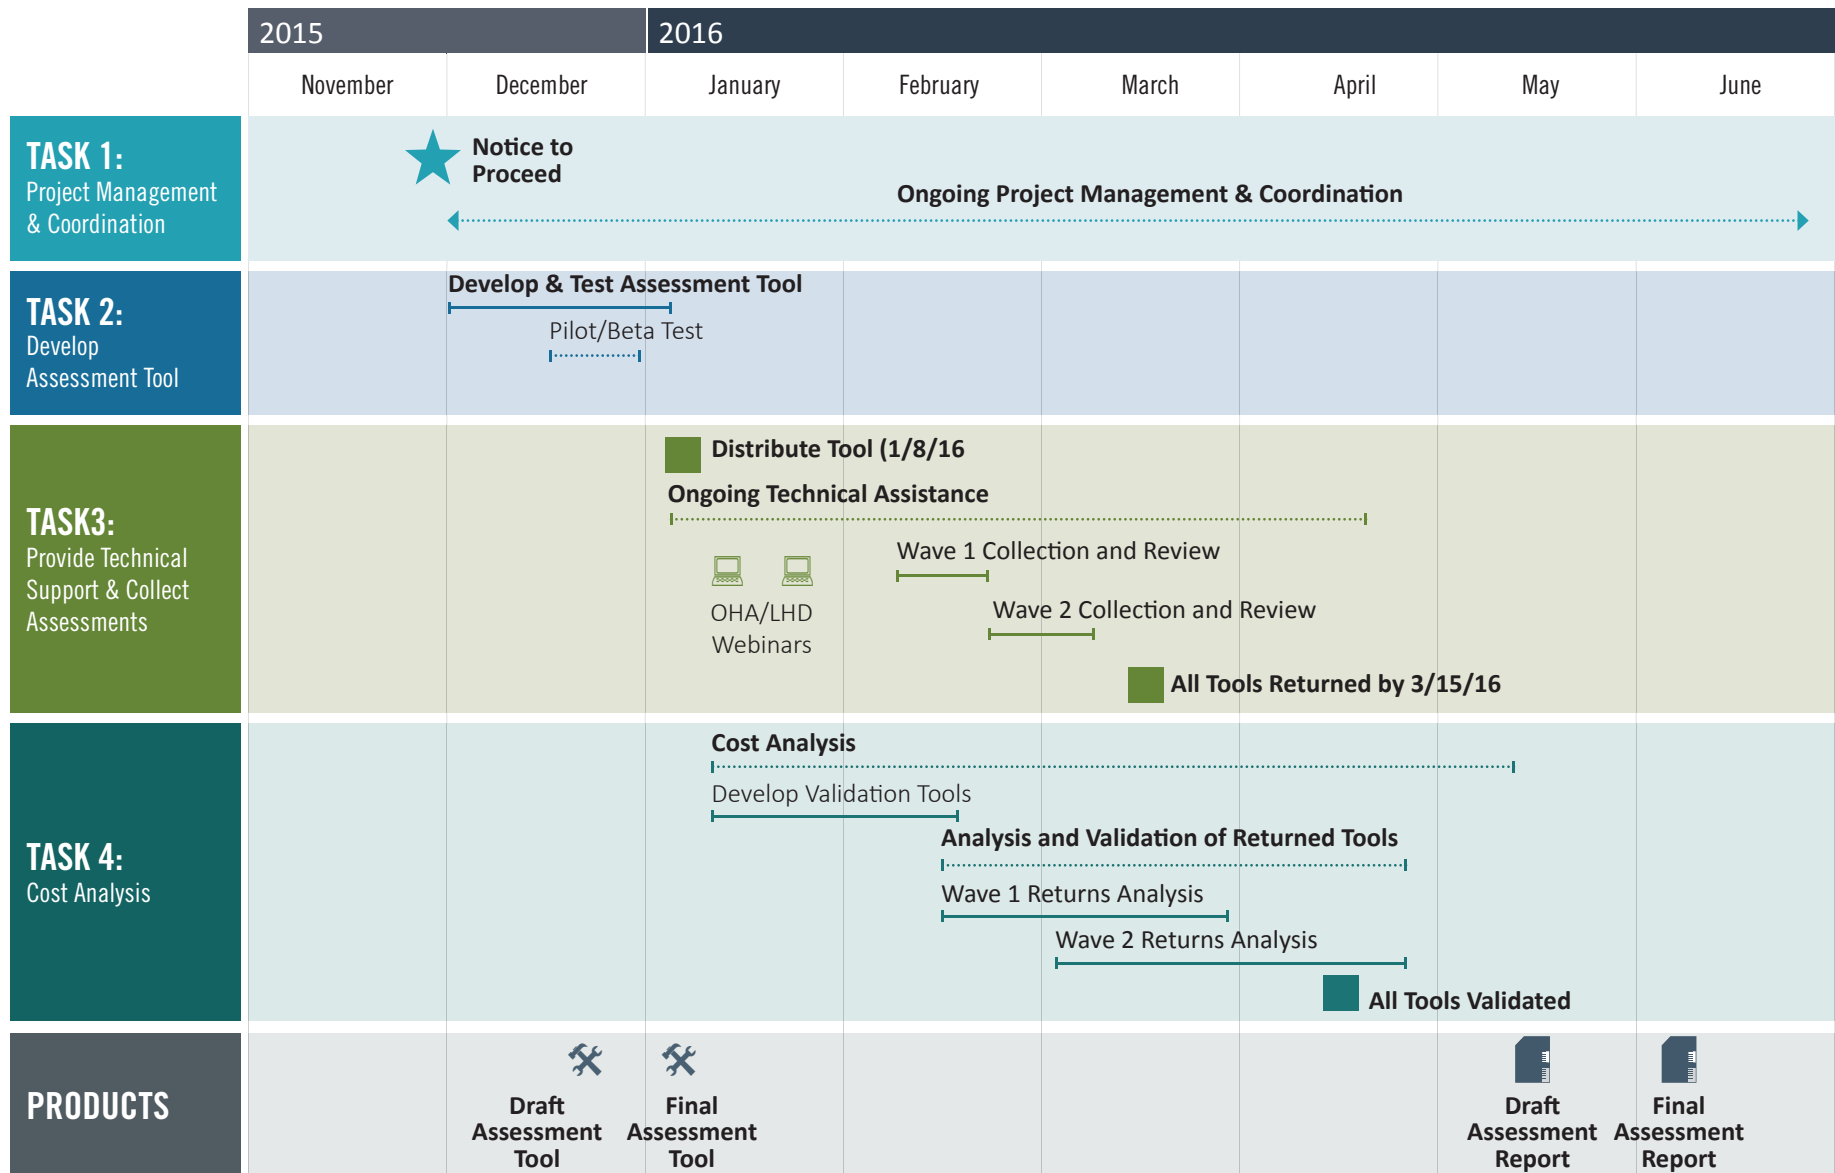 2015
2016
November
December
January
February
March
April
May
June
TASK 1:
Project Management
& Coordination
Notice to
Proceed
Ongoing Project Management & Coordination
TASK 2:
Develop
Assessment Tool
Develop & Test Assessment Tool
Pilot/Beta Test
TASK3:
Provide Technical
Support & Collect
Assessments
Distribute Tool (1/8/16
Ongoing Technical Assistance
Wave 1 Collection and Review
OHA/LHD
Webinars
Wave 2 Collection and Review
All Tools Returned by 3/15/16
TASK 4:
Cost Analysis
Cost Analysis
Develop Validation Tools
Analysis and Validation of Returned Tools
Wave 1 Returns Analysis
Wave 2 Returns Analysis
All Tools Validated
PRODUCTS
Draft
Assessment
Tool
Final
Assessment
Tool
Draft
Assessment
Report
Final
Assessment
Report